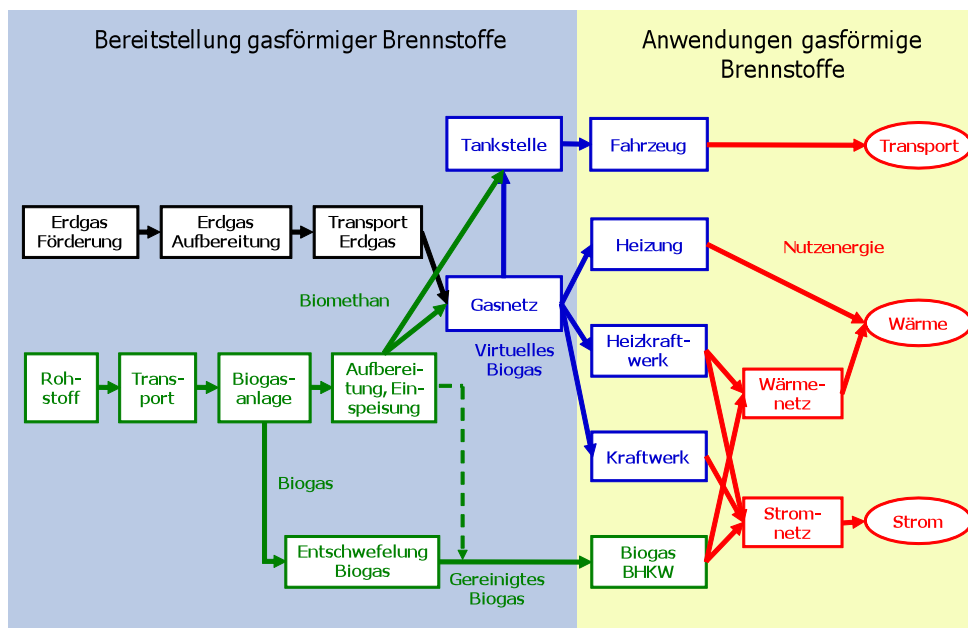 Bereitstellung gasförmiger Brennstoffe
Anwendungen gasförmige
Brennstoffe
Tankstelle
Fahrzeug
Transport
Erdgas
Förderung
Erdgas
Aufbereitung
Transport
Erdgas
Heizung
Nutzenergie
Biomethan
Gasnetz
Wärme
Virtuelles
Biogas
Heizkraft-
werk
Roh-
stoff
Trans-
port
Biogas-
anlage
Aufberei-
tung, Ein-
speisung
Wärme-
netz
Kraftwerk
Biogas
Strom-
netz
Strom
Entschwefelung
Biogas
Gereinigtes
Biogas
Biogas
BHKW